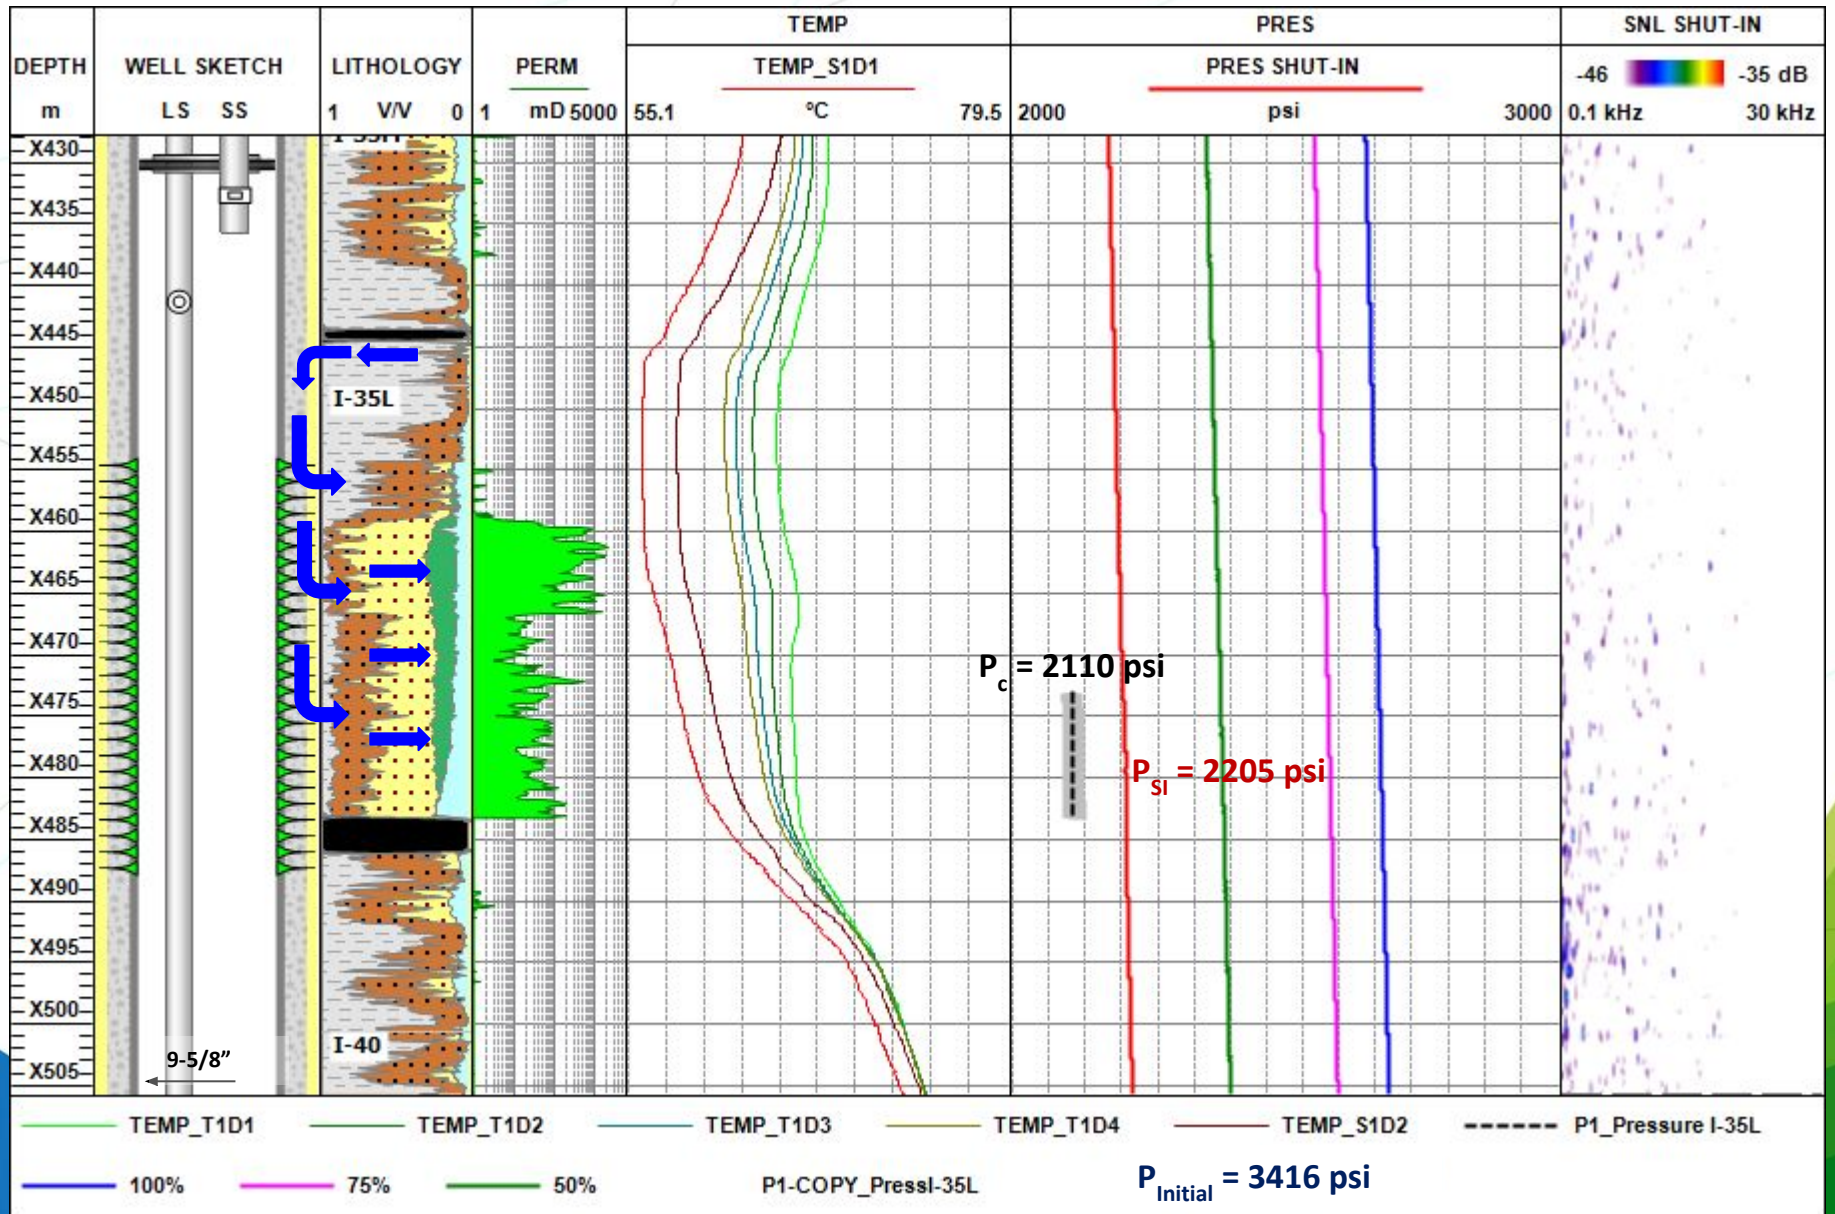 TEMP
PRES
SNL SHUT-IN
DEPTH
WELL SKETCH
LITHOLOGY
PERM
TEMP_S1D1
PRES SHUT-IN
-46
-35 dB
m
LS SS
1 V/V 0
1 mD 5000
55.1 °C 79.5
2000 psi 3000
0.1 kHz 30 kHz
X430
X435
X440
X445
X450
I-35L
X455
X460
X465
X470
Pc = 2110 psi
X475
X480
PSI = 2205 psi
X485
X490
X495
X500
I-40
9-5/8”
X505
TEMP_T1D1
TEMP_T1D2
TEMP_T1D3
TEMP_T1D4
TEMP_S1D2
P1_Pressure I-35L
100%
75%
50%
P1-COPY_PressI-35L
PInitial = 3416 psi